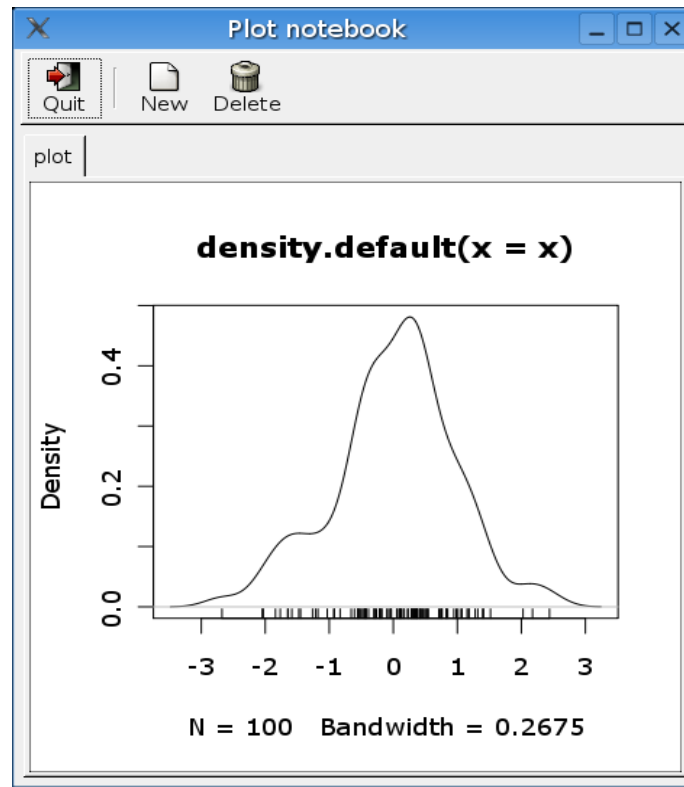 Plot notebook
Quit New Delete
plot
density.default(x = x)
Density
0.4
0.2
0.0
-3 -2 -1 0 1 2 3
N = 100 Bandwidth = 0.2675